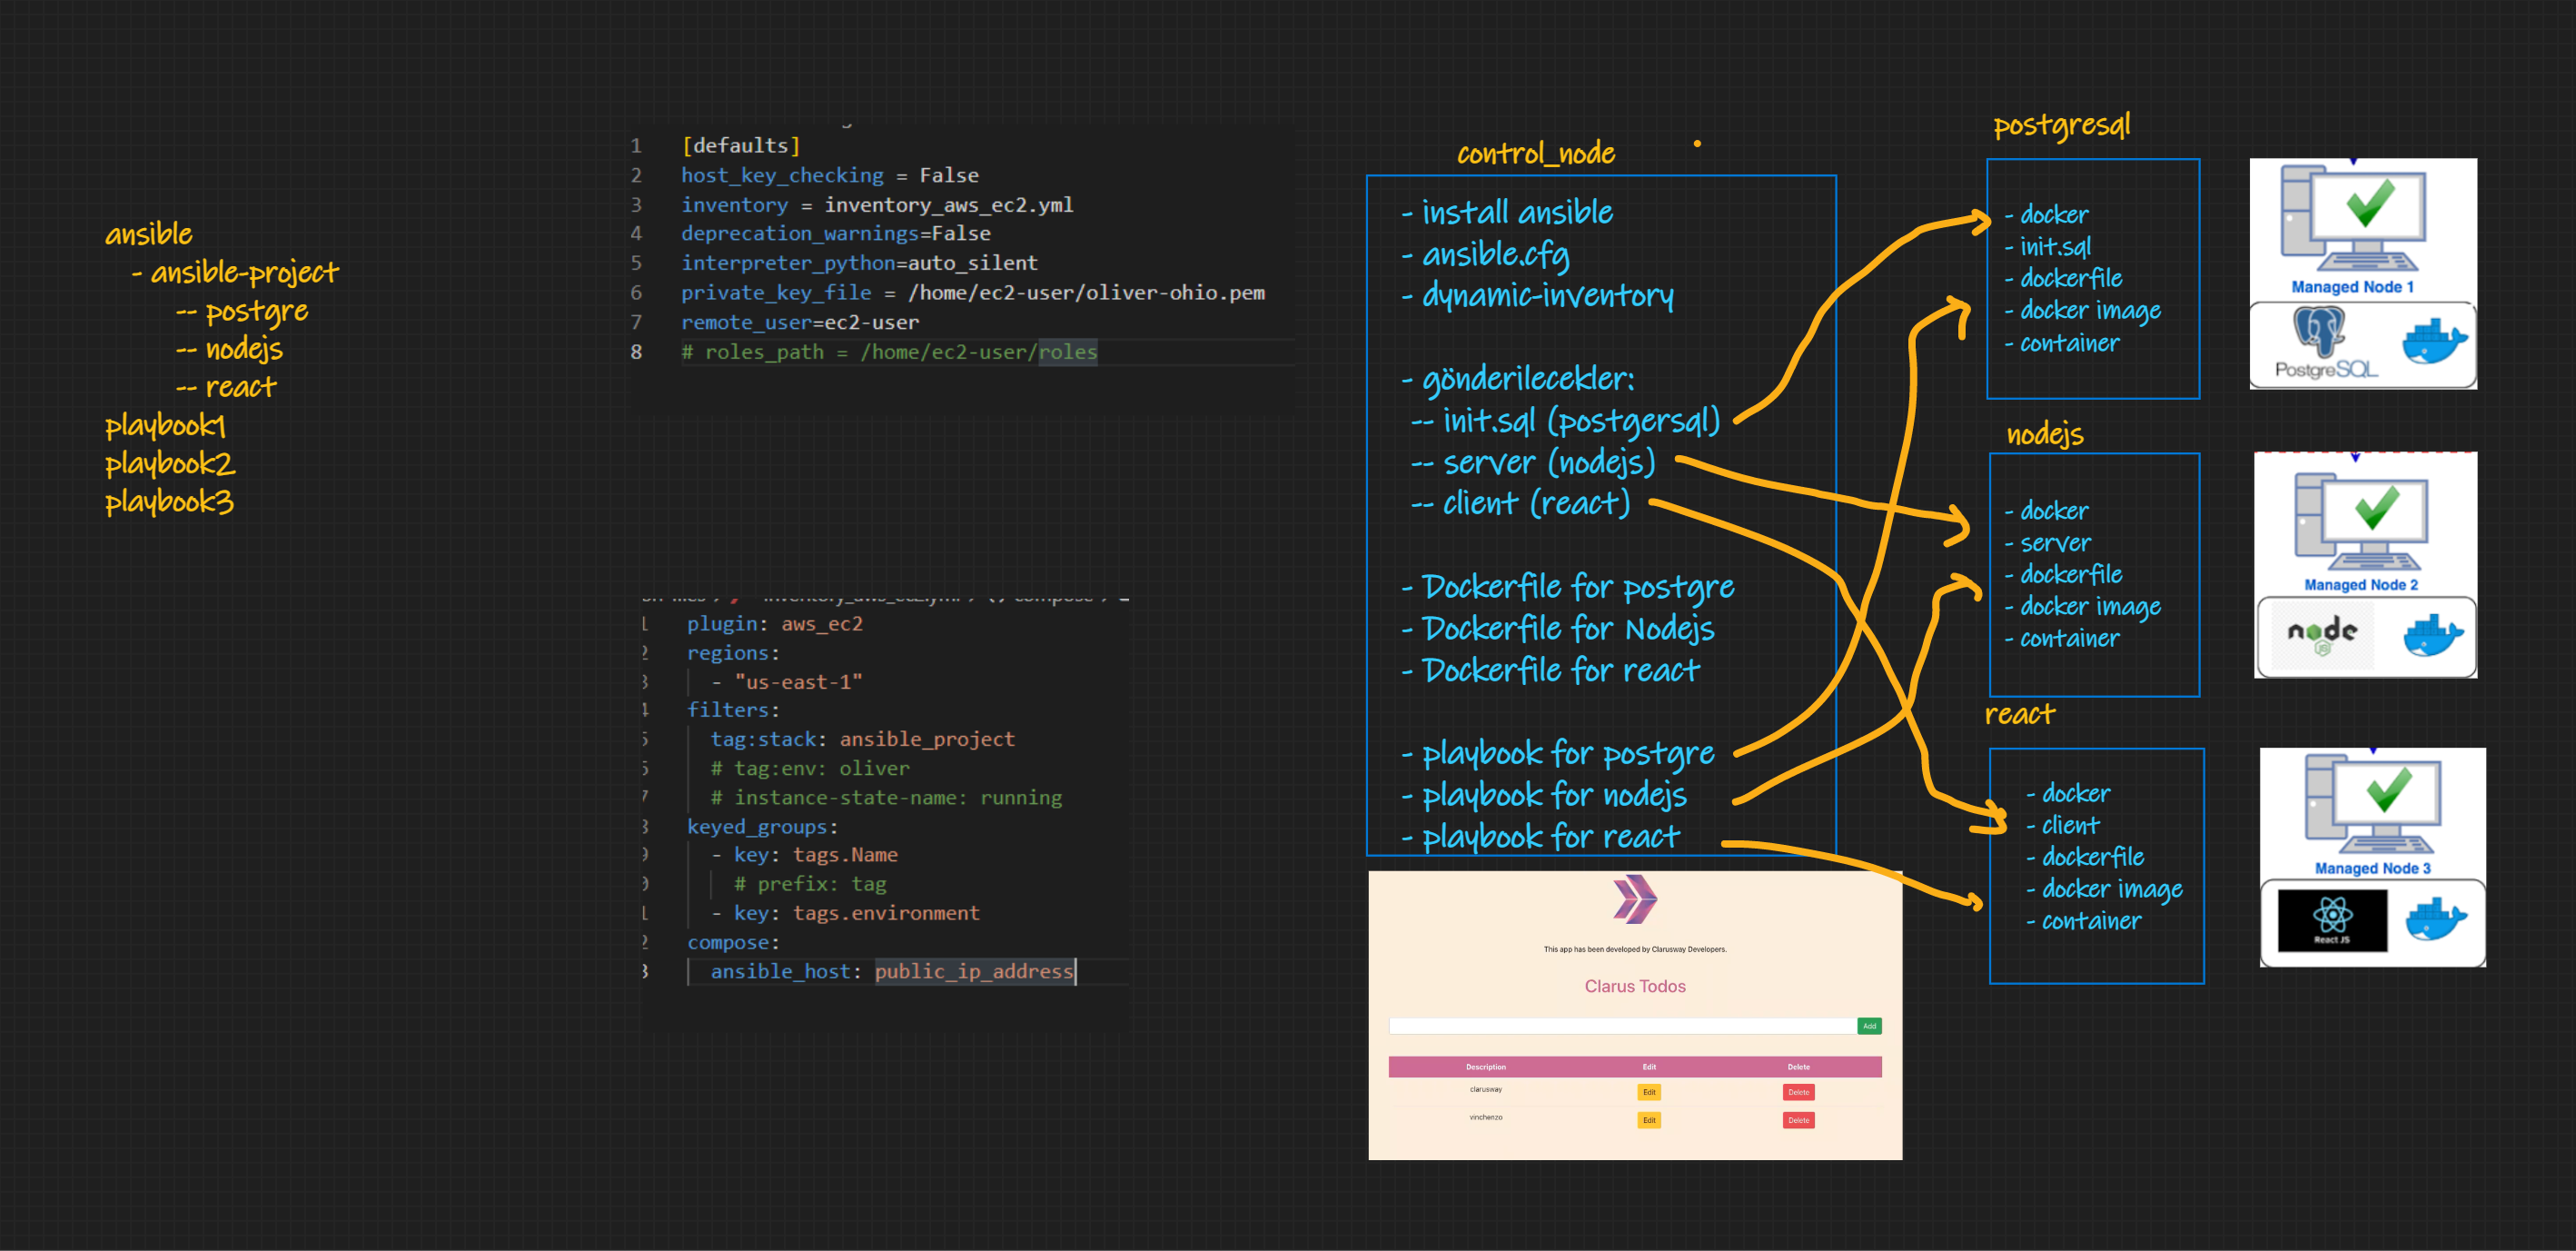 ansible
- ansible-project
-- postgre
-- nodejs
-- react
playbook1
playbook2
playbook3
1 [defaults]
2 host_key_checking = False
3 inventory = inventory_aws_ec2.yml
4 deprecation_warnings=False
5 interpreter_python=auto_silent
6 private_key_file = /home/ec2-user/oliver-ohio.pem
7 remote_user=ec2-user
8 # roles_path = /home/ec2-user/roles
plugin: aws_ec2
regions:
- "us-east-1"
filters:
tag:stack: ansible_project
# tag:env: oliver
# instance-state-name: running
keyed_groups:
- key: tags.Name
# prefix: tag
- key: tags.environment
compose:
ansible_host: public_ip_address
control_node
- install ansible
- ansible.cfg
- dynamic-inventory
- gönderilecekler:
-- init.sql (postgersql)
-- server (nodejs)
-- client (react)
- Dockerfile for postgre
- Dockerfile for Nodejs
- Dockerfile for react
- playbook for postgre
- playbook for nodejs
- playbook for react
This app has been developed by Clarusway Developers.
Clarus Todos
Add
Description Edit Delete
clarusway Edit Delete
vinchenzo Edit Delete
postgresql
- docker
- init.sql
- dockerfile
- docker image
- container
nodejs
- docker
- server
- dockerfile
- docker image
- container
react
- docker
- client
- dockerfile
- docker image
- container
Managed Node 1
PostgreSQL
Managed Node 2
node
JS
Managed Node 3
React JS